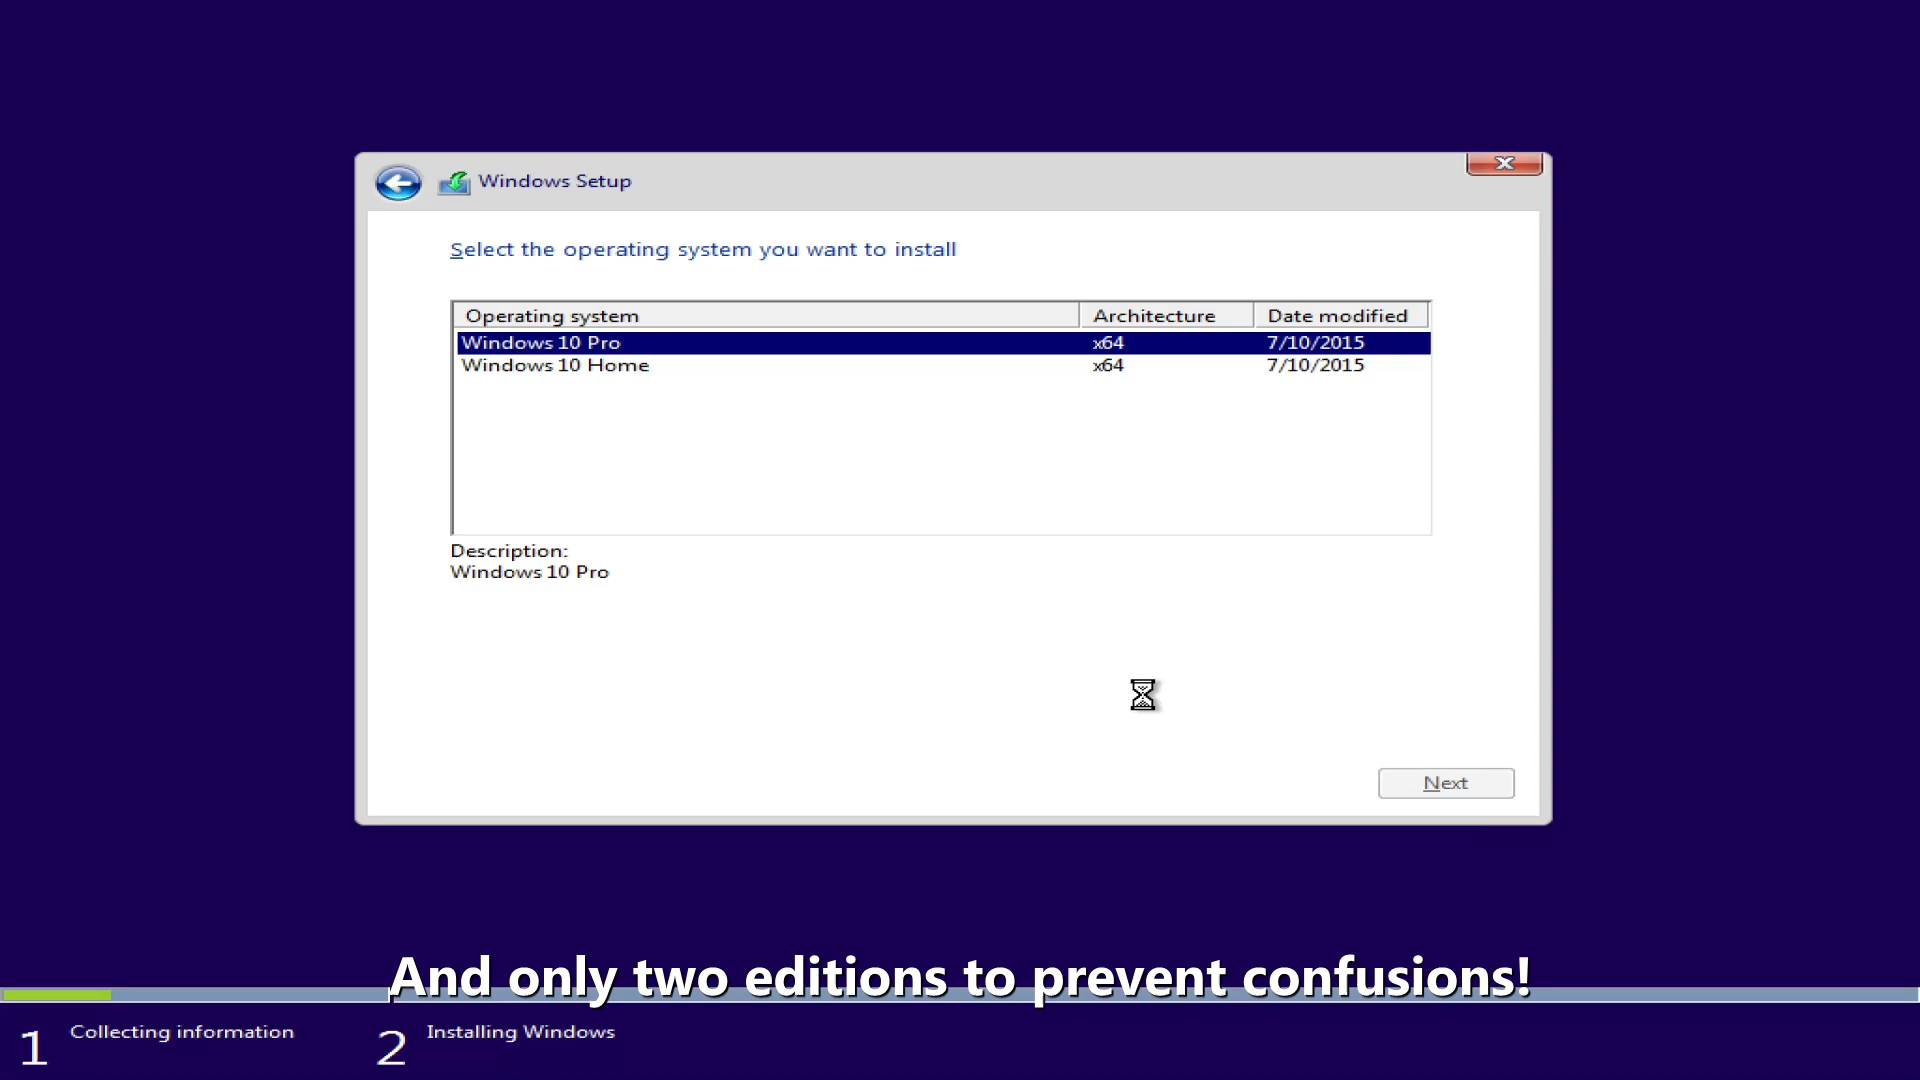 Windows Setup
Select the operating system you want to install
Operating system Architecture Date modified
Windows 10 Pro x64 7/10/2015
Windows 10 Home x64 7/10/2015
Description:
Windows 10 Pro
Next
And only two editions to prevent confusions!
1 Collecting information 2 Installing Windows